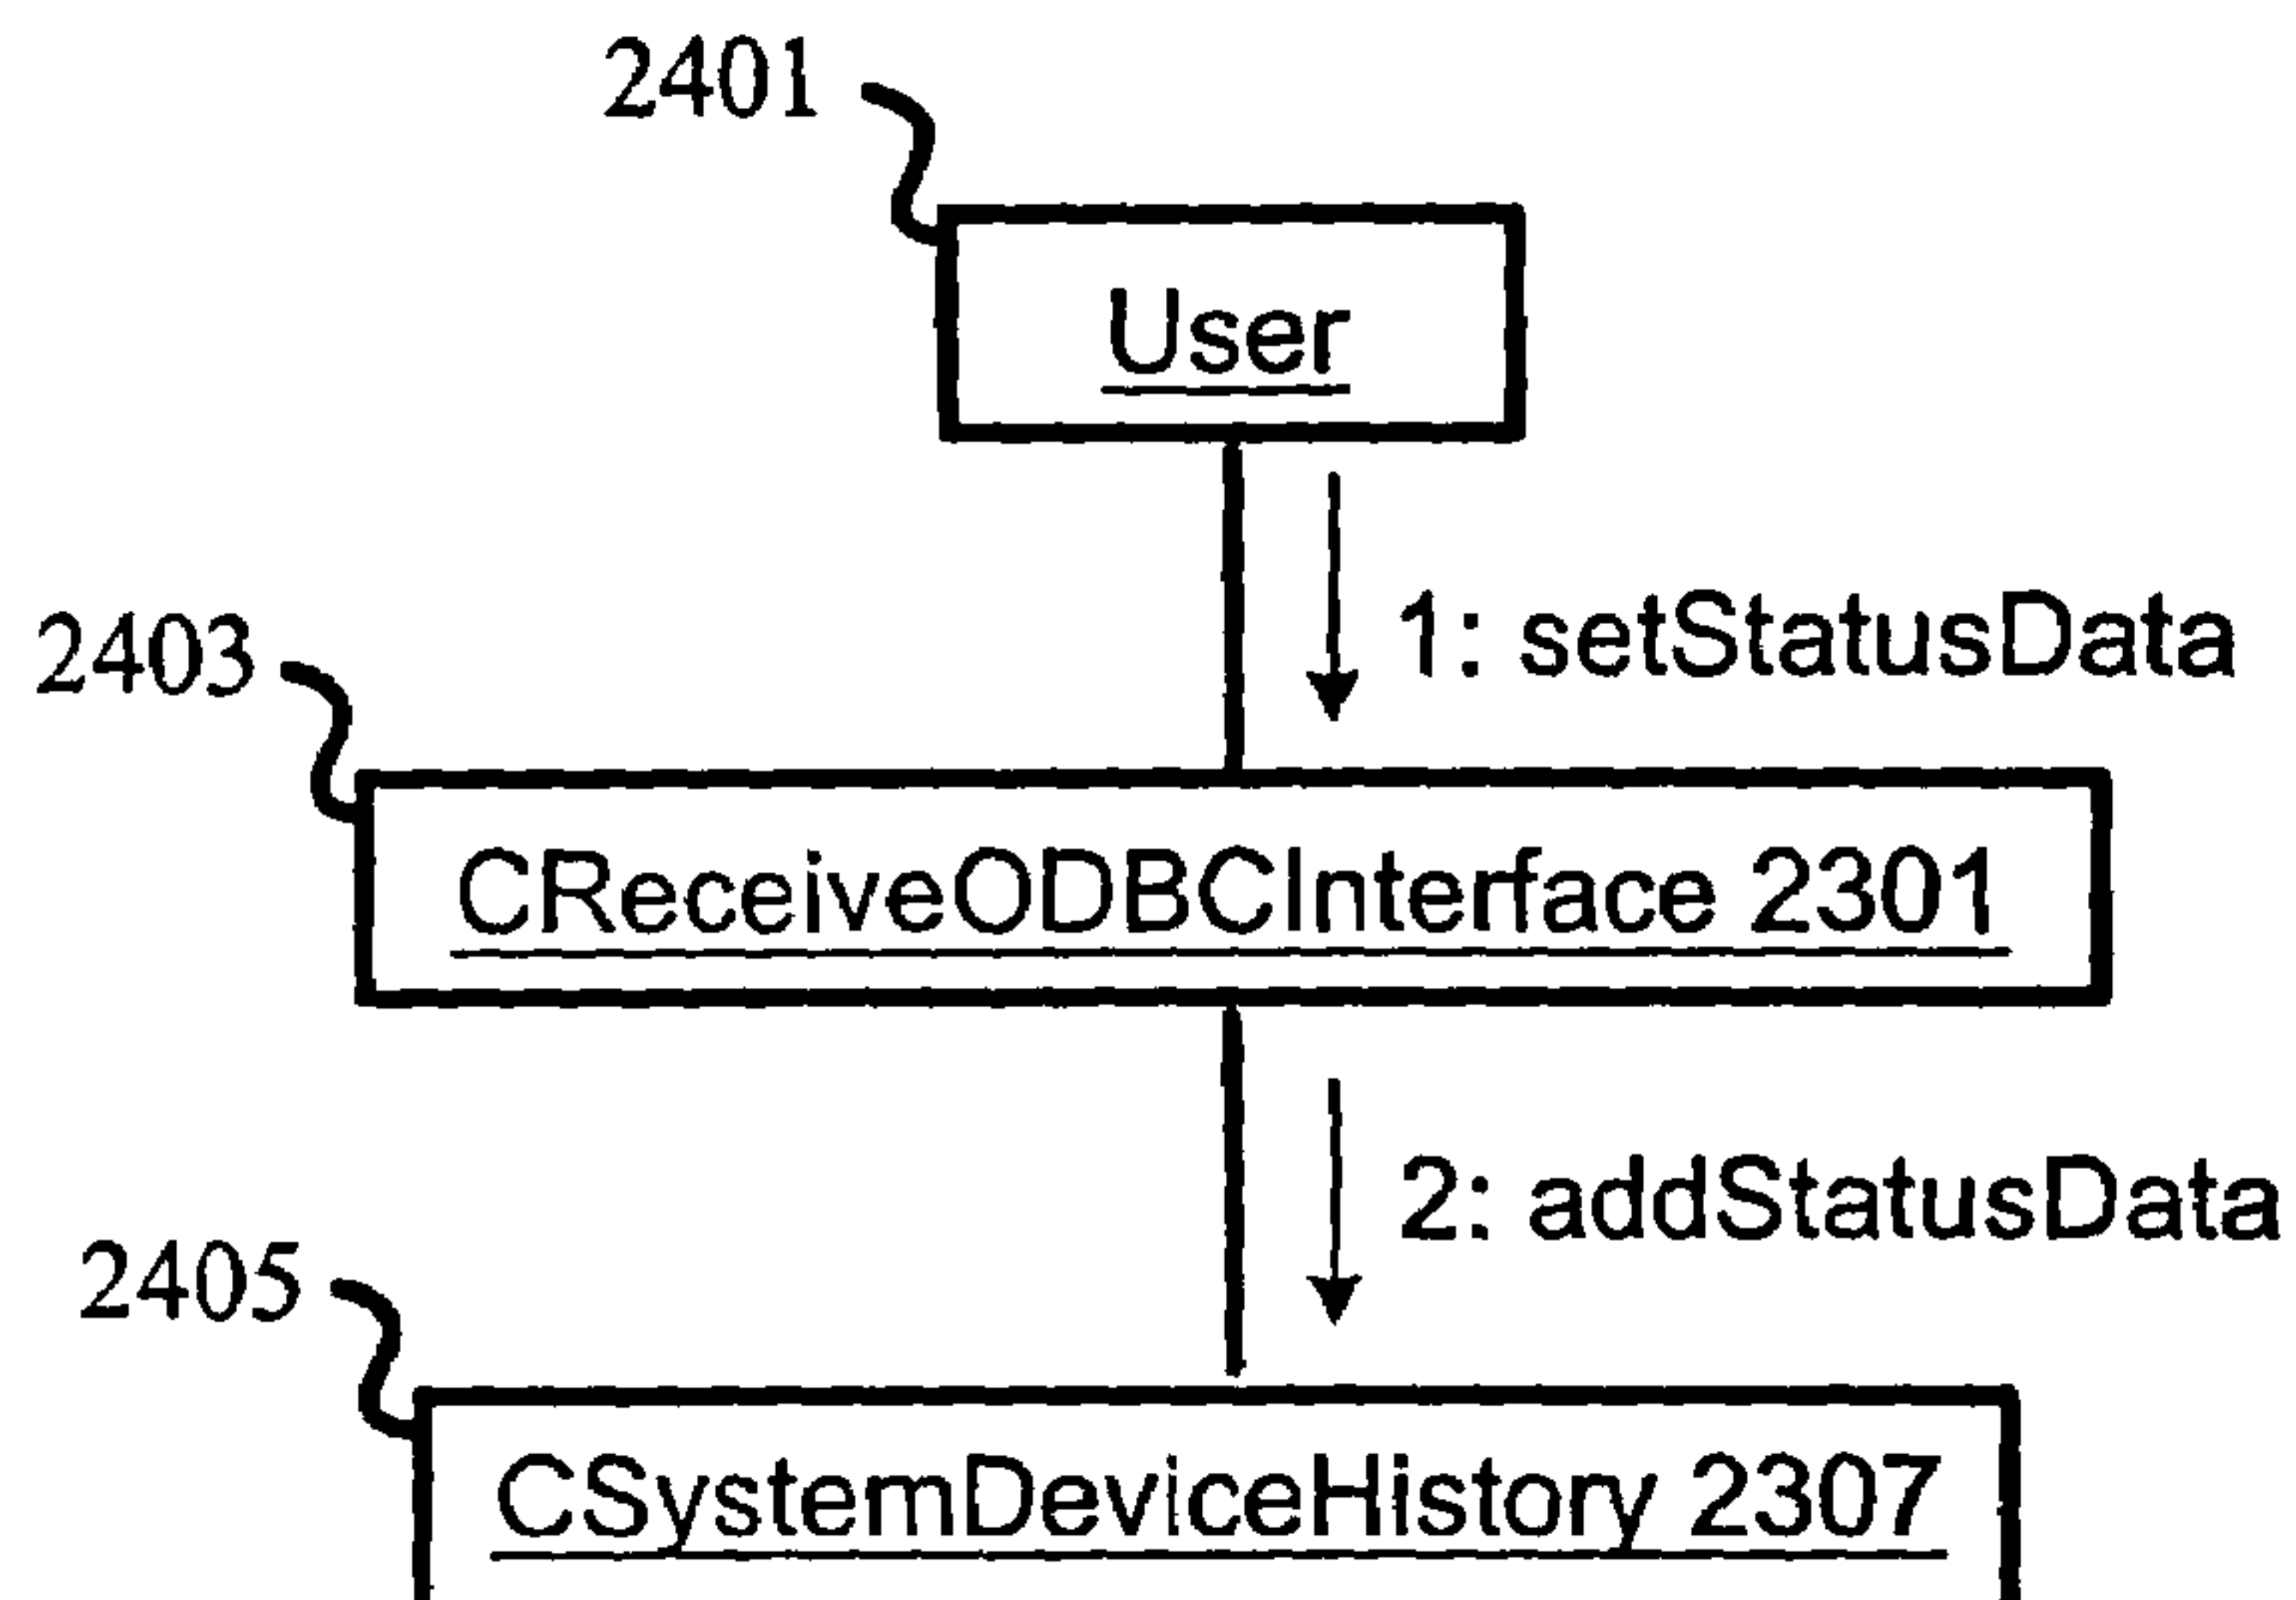 2401
User
1: setStatusData
2403
CReceiveODBCInterface 2301
2: addStatusData
2405
CSystemDeviceHistory 2307